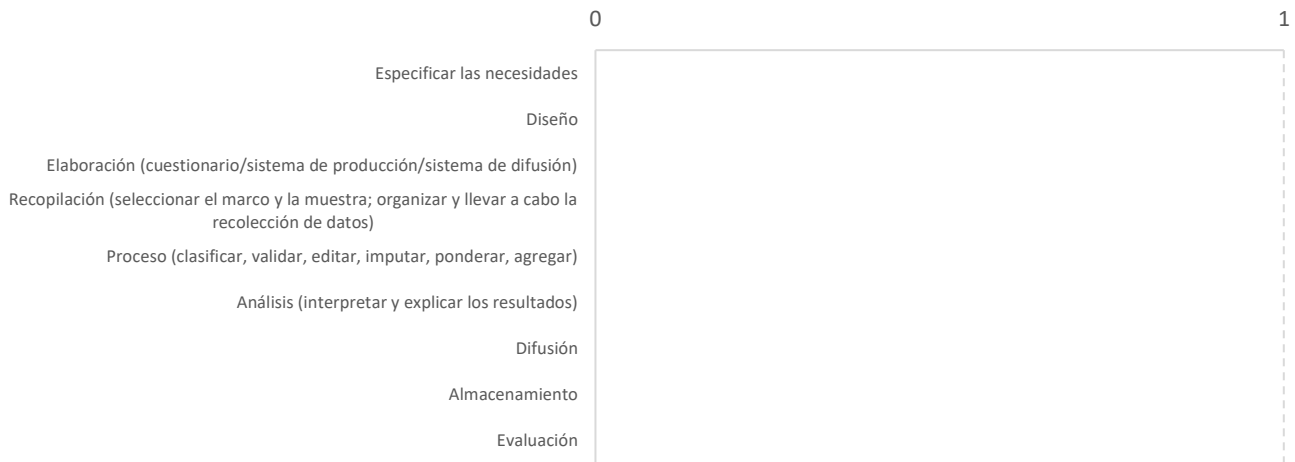 0 1
Especificar las necesidades
Diseño
Elaboración (cuestionario/sistema de producción/sistema de difusión)
Recopilación (seleccionar el marco y la muestra; organizar y llevar a cabo la
recolección de datos)
Proceso (clasificar, validar, editar, imputar, ponderar, agregar)
Análisis (interpretar y explicar los resultados)
Difusión
Almacenamiento
Evaluación